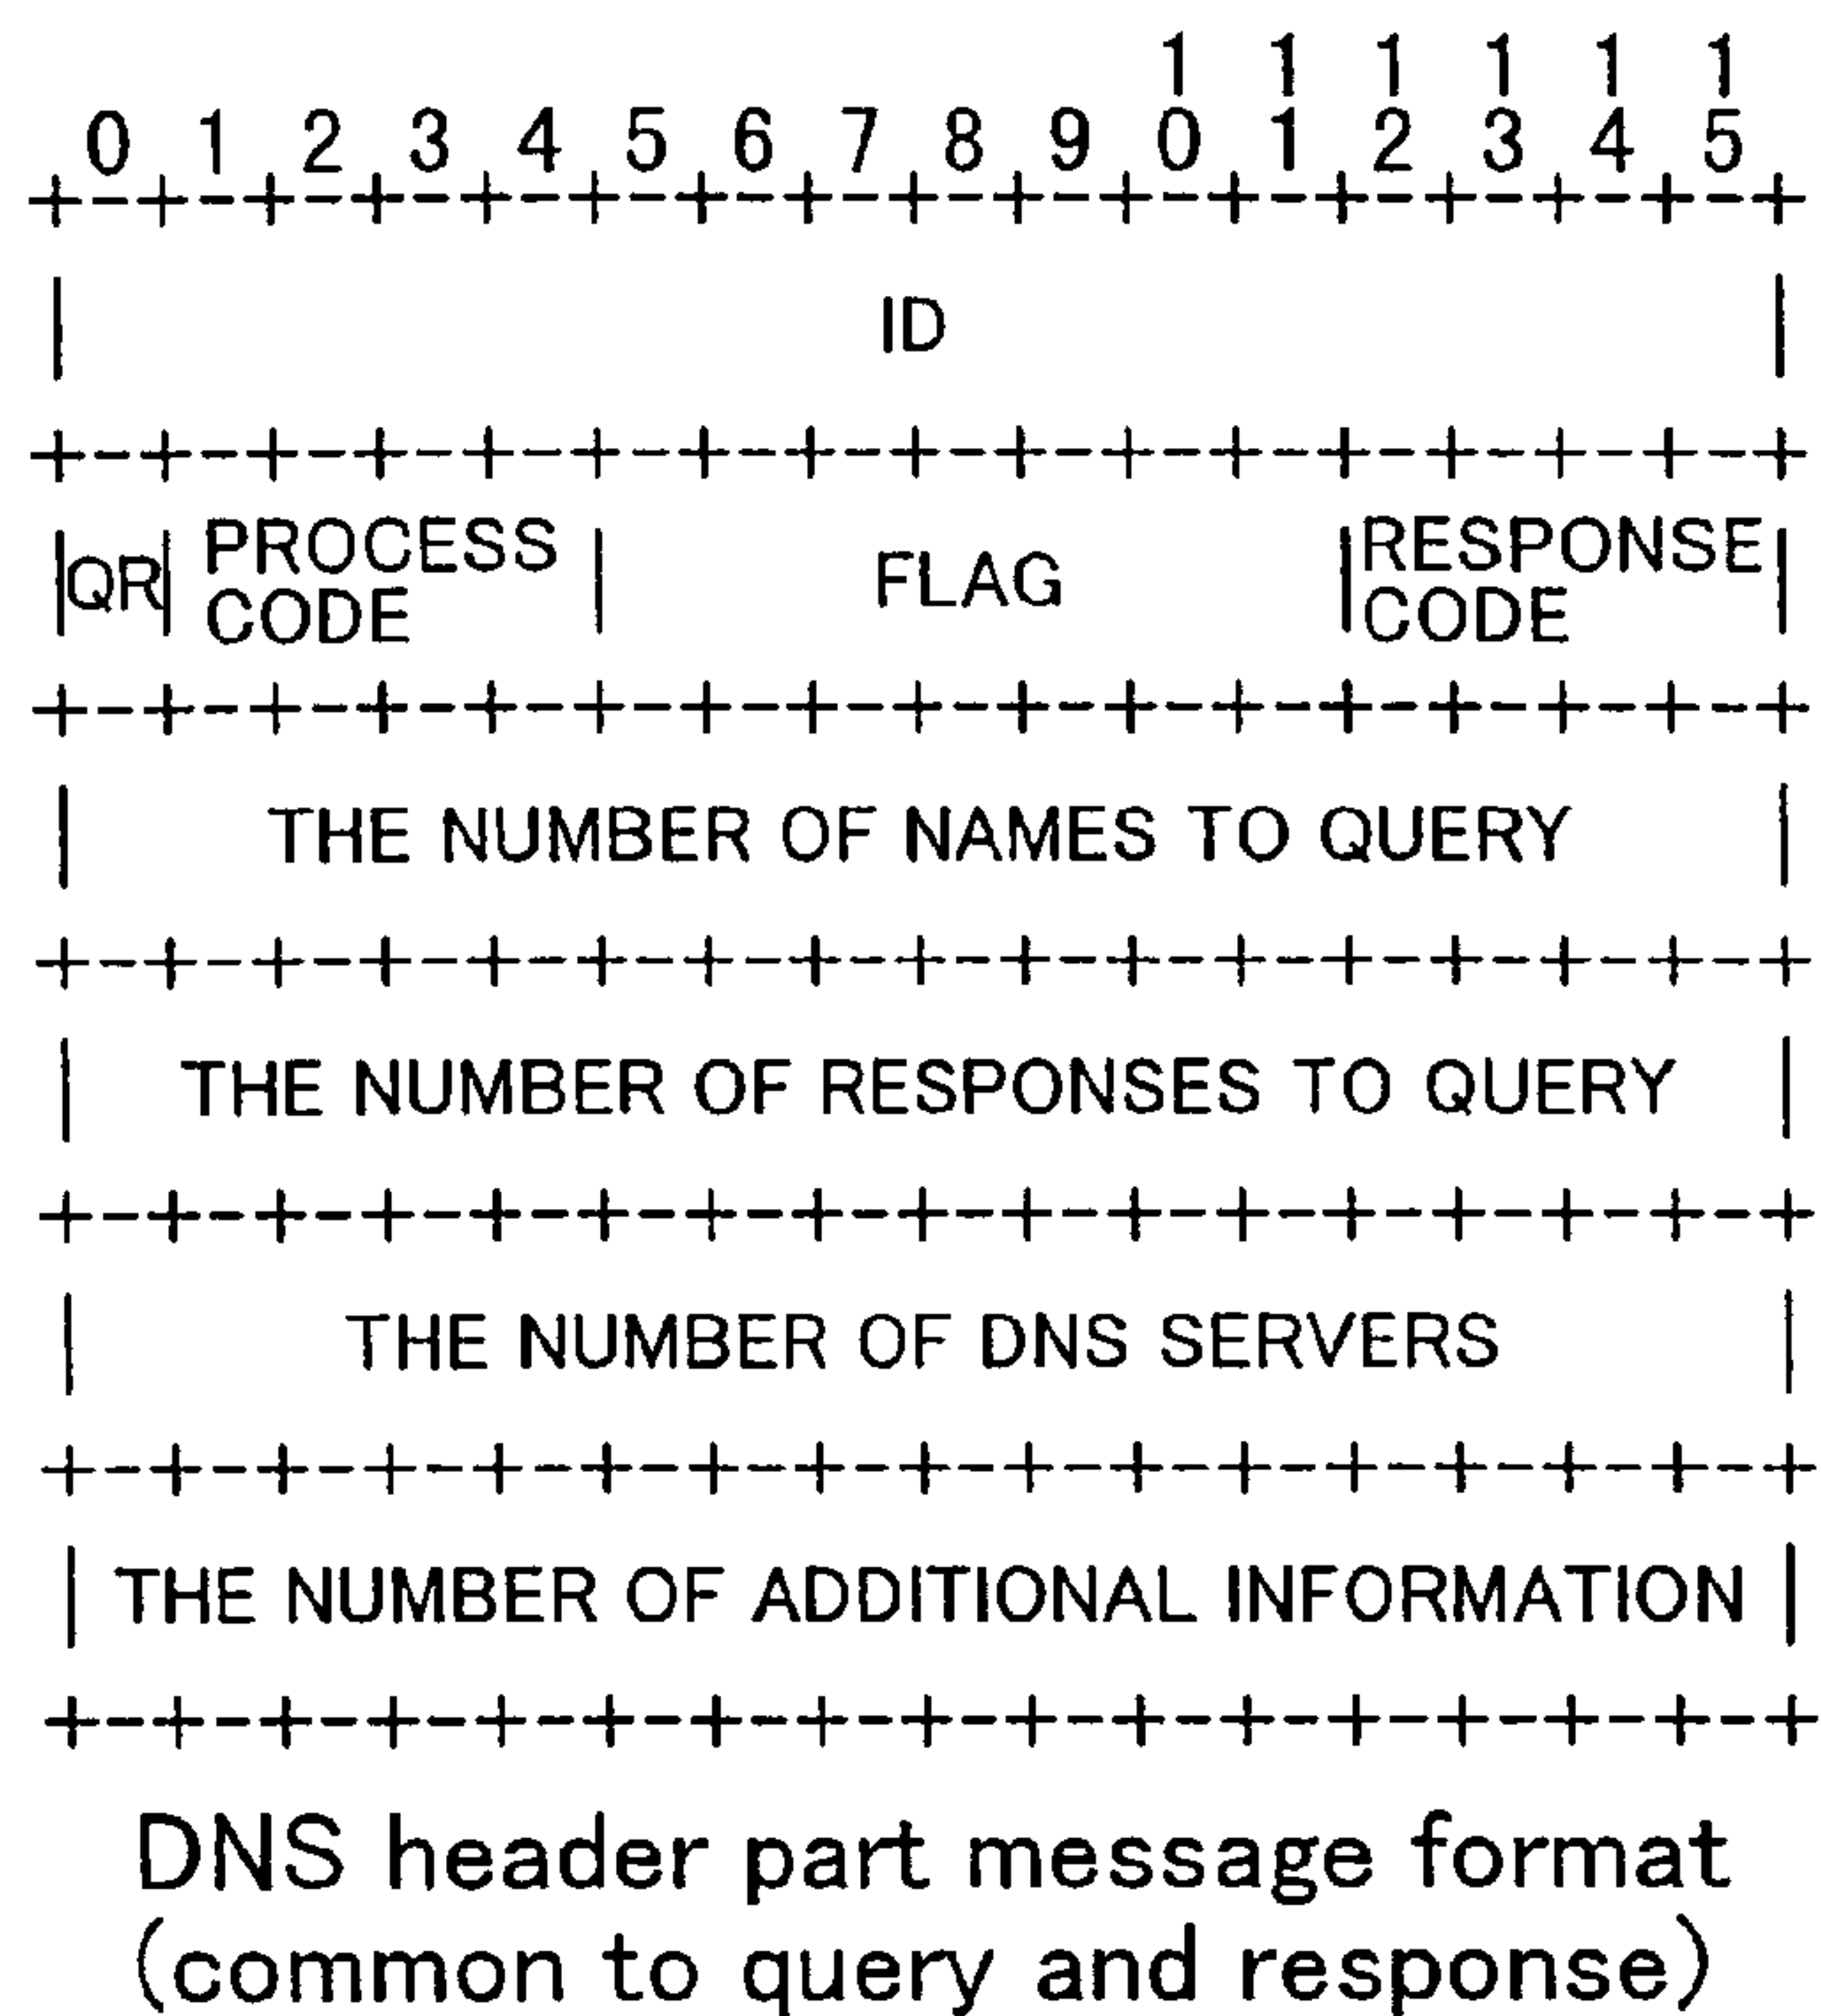 1 1 1 1 1 1
0 1 2 3 4 5 6 7 8 9 0 1 2 3 4 5
+--+--+--+--+--+--+--+--+--+--+--+--+--+--+--+--+
| ID |
+--+--+--+--+--+--+--+--+--+--+--+--+--+--+--+--+
|QR| PROCESS CODE | FLAG |RESPONSE CODE|
+--+--+--+--+--+--+--+--+--+--+--+--+--+--+--+--+
| THE NUMBER OF NAMES TO QUERY |
+--+--+--+--+--+--+--+--+--+--+--+--+--+--+--+--+
| THE NUMBER OF RESPONSES TO QUERY |
+--+--+--+--+--+--+--+--+--+--+--+--+--+--+--+--+
| THE NUMBER OF DNS SERVERS |
+--+--+--+--+--+--+--+--+--+--+--+--+--+--+--+--+
| THE NUMBER OF ADDITIONAL INFORMATION |
+--+--+--+--+--+--+--+--+--+--+--+--+--+--+--+--+
DNS header part message format
(common to query and response)